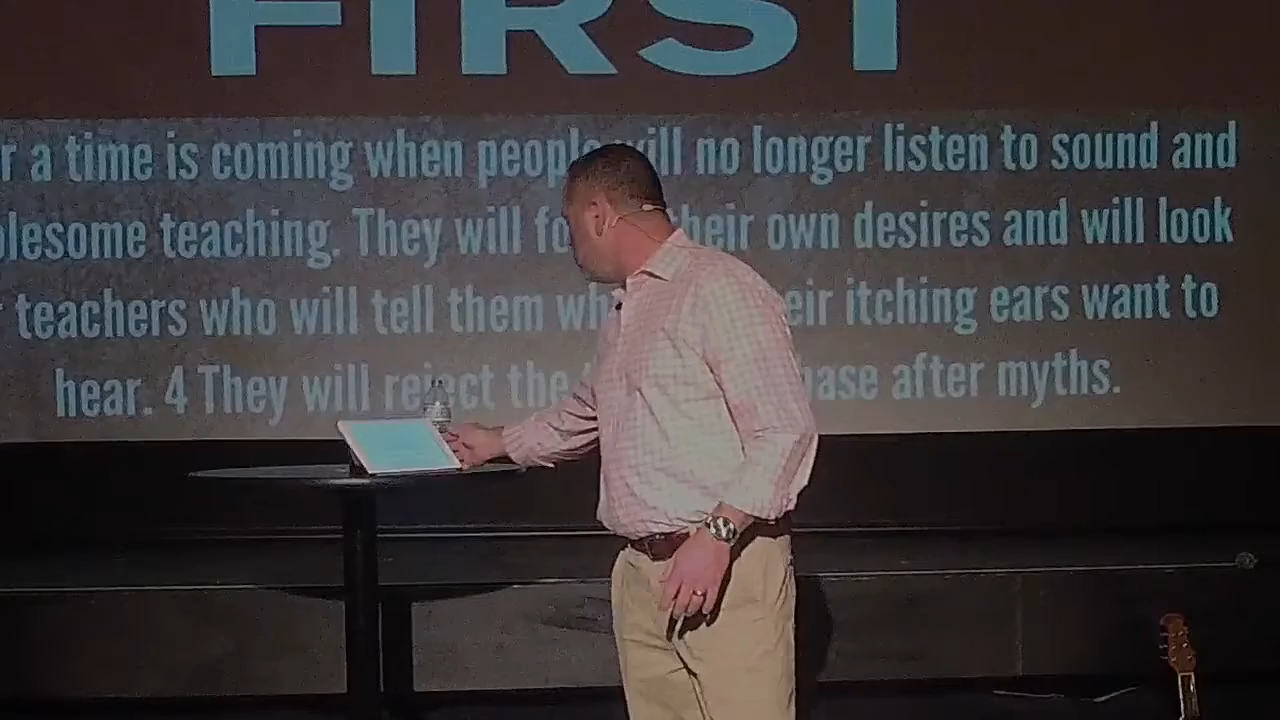 FIRST
r a time is coming when people will no longer listen to sound and
lesome teaching. They will fo their own desires and will look
teachers who will tell them wh eir itching ears want to
hear. 4 They will reject the ase after myths.